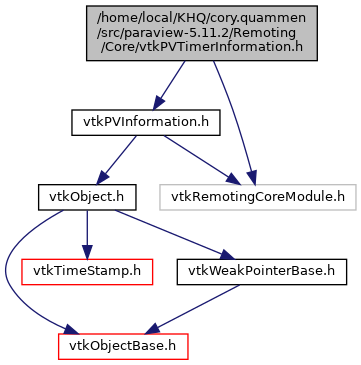 /home/local/KHQ/cory.quammen
/src/paraview-5.11.2/Remoting
/Core/vtkPVTimerInformation.h
vtkPVInformation.h
vtkObject.h
vtkRemotingCoreModule.h
vtkTimeStamp.h
vtkWeakPointerBase.h
vtkObjectBase.h